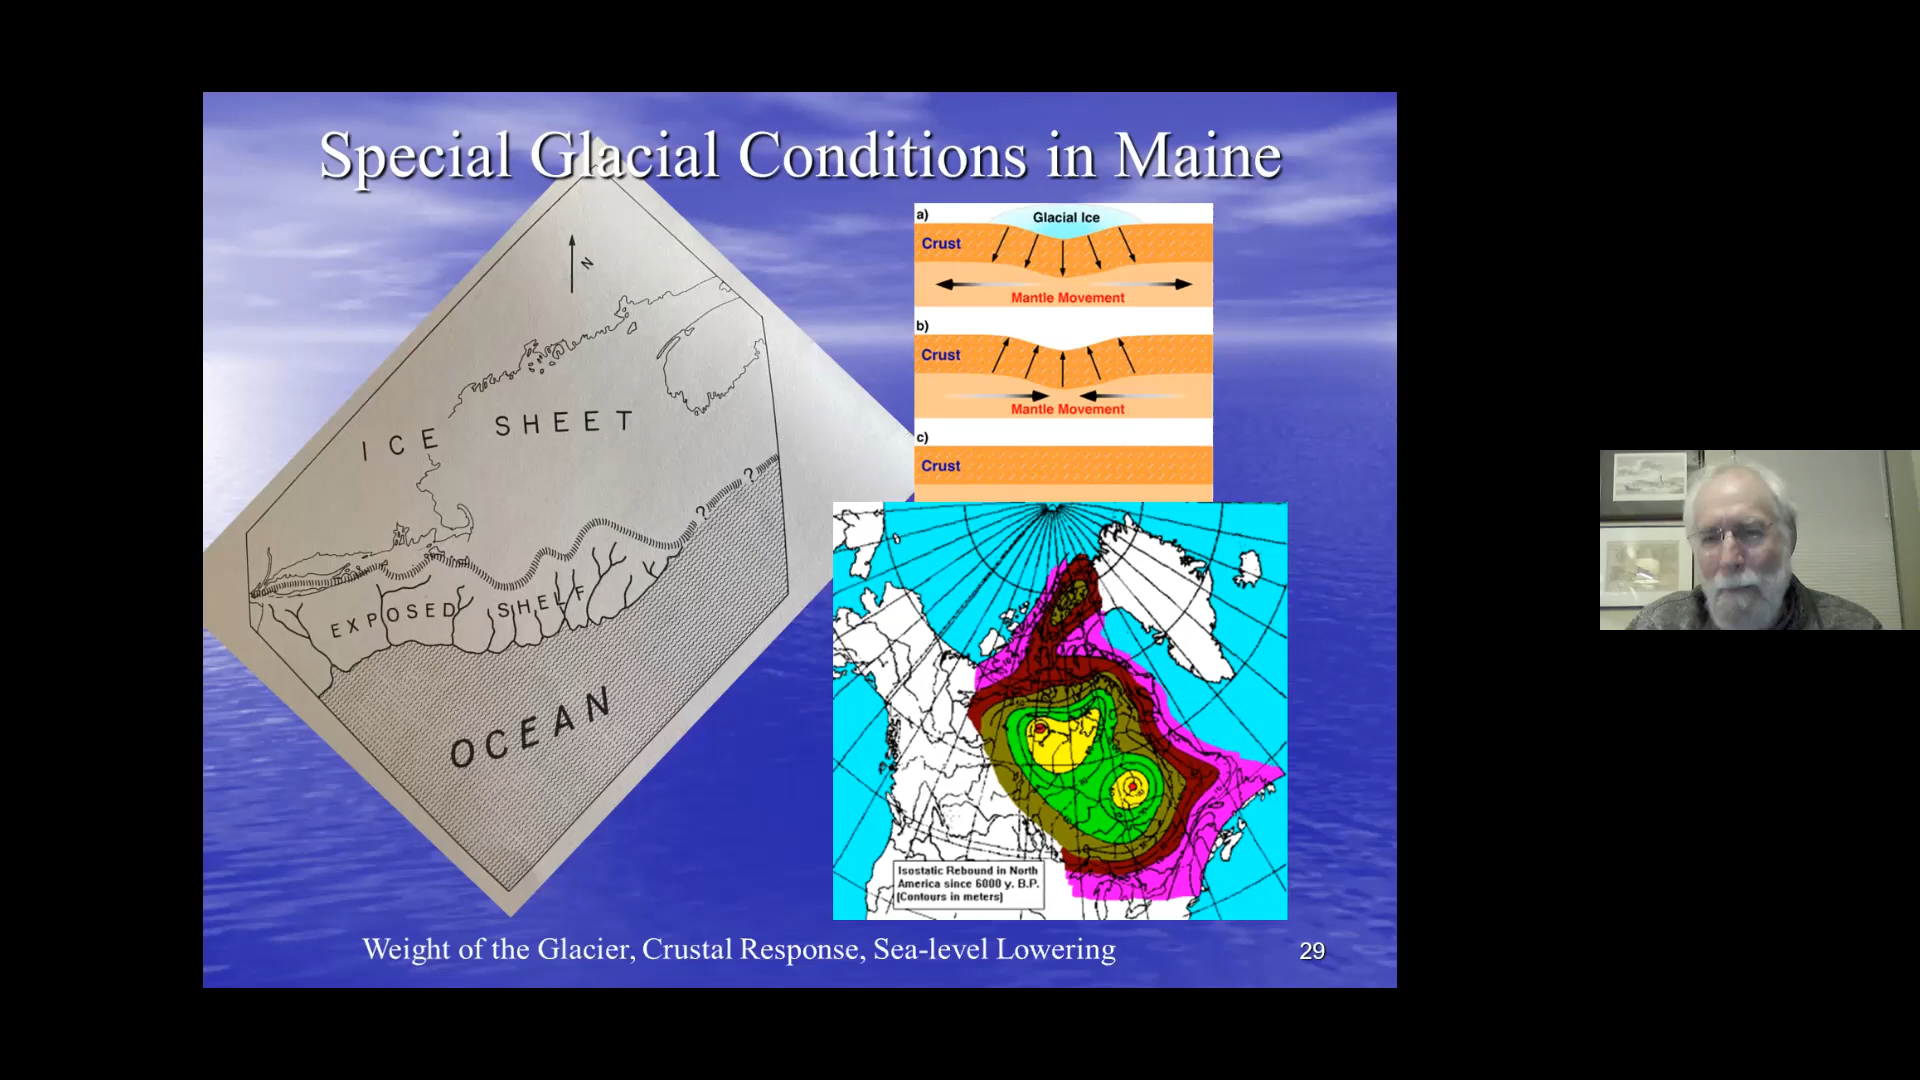 Special Glacial Conditions in Maine
N
ICE SHEET
?
?
EXPOSED SHELF
OCEAN
a)
Glacial Ice
Crust
Mantle Movement
b)
Crust
Mantle Movement
c)
Crust
Isostatic Rebound in North
America since 6000 y. B.P.
[Contours in meters]
Weight of the Glacier, Crustal Response, Sea-level Lowering
29